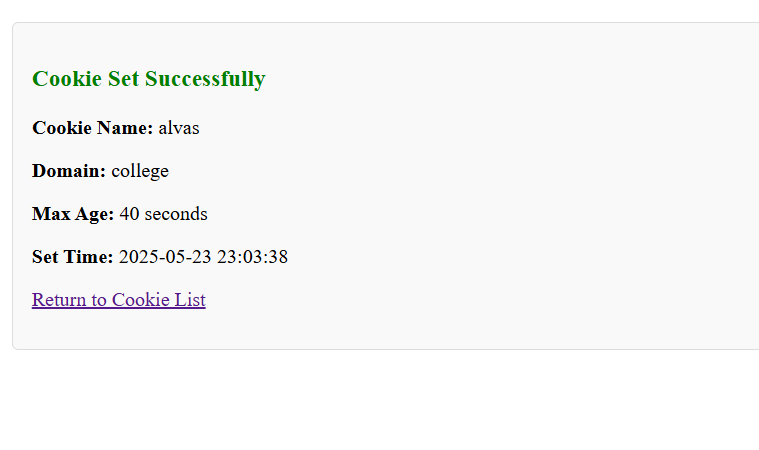 Cookie Set Successfully
Cookie Name: alvas
Domain: college
Max Age: 40 seconds
Set Time: 2025-05-23 23:03:38
Return to Cookie List